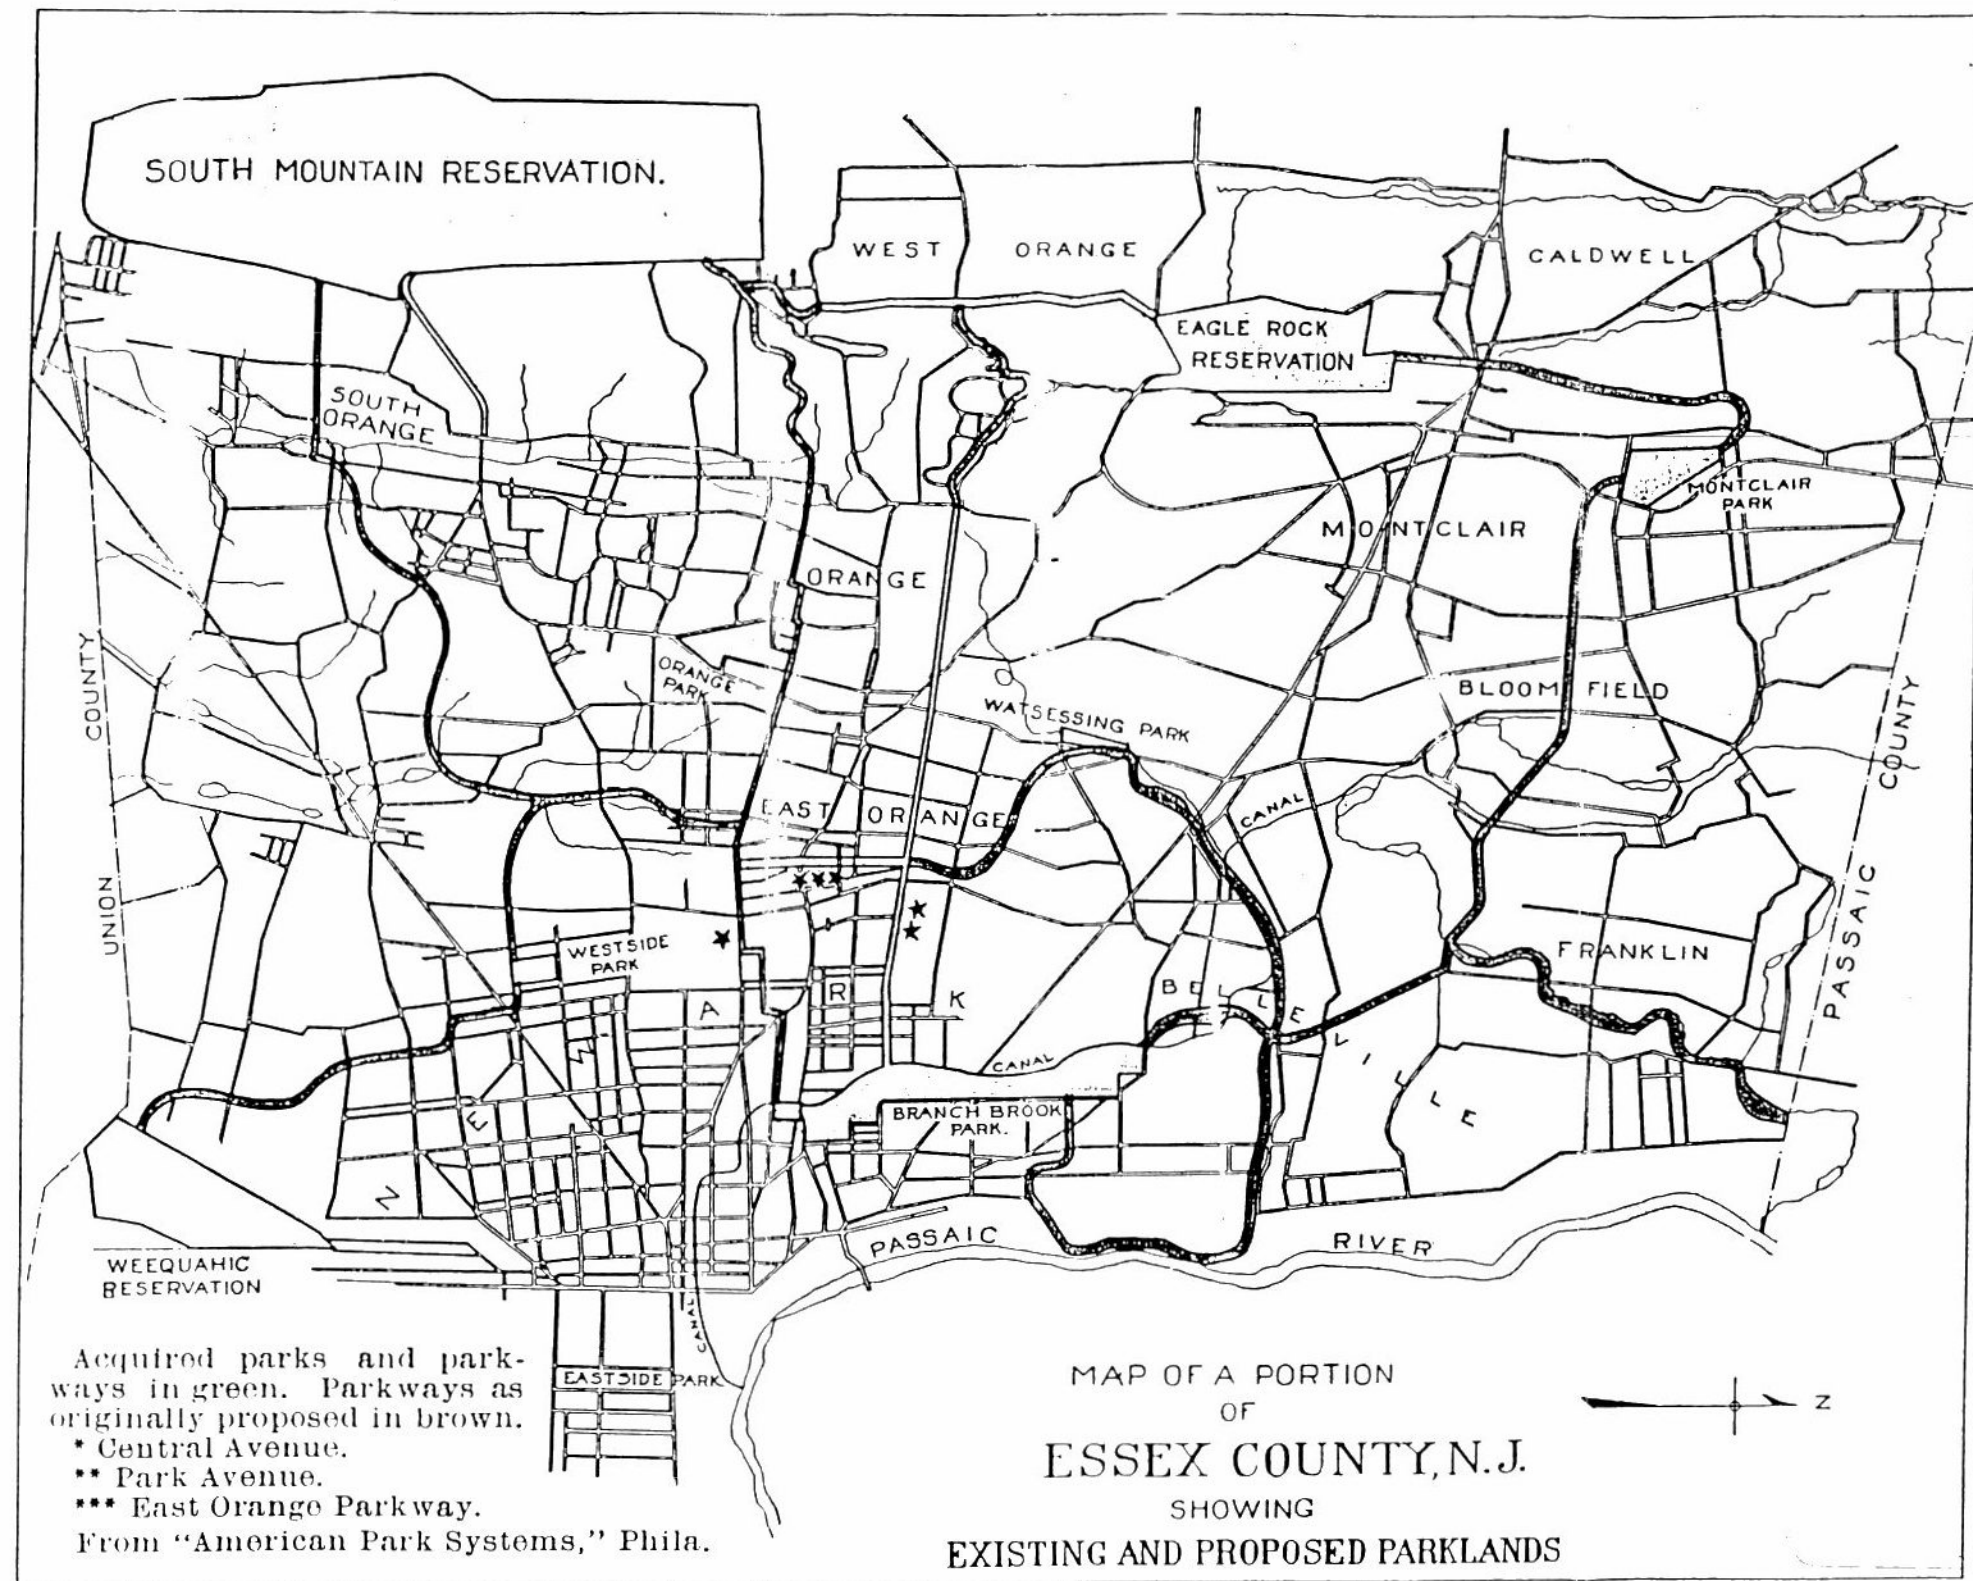 SOUTH MOUNTAIN RESERVATION.
WEST ORANGE
CALDWELL
EAGLE ROCK
RESERVATION
SOUTH
ORANGE
MONTCLAIR
PARK
MONTCLAIR
ORANGE
ORANGE
PARK
BLOOMFIELD
WATSESSING PARK
COUNTY
UNION
COUNTY
PASSAIC
EAST ORANGE
CANAL
WESTSIDE
PARK
FRANKLIN
NEWARK
BELLEVILLE
CANAL
BRANCH BROOK
PARK.
PASSAIC RIVER
WEEQUAHIC
RESERVATION
CANAL
EASTSIDE PARK
Acquired parks and park-
ways in green. Parkways as
originally proposed in brown.
* Central Avenue.
** Park Avenue.
*** East Orange Parkway.
From "American Park Systems," Phila.
MAP OF A PORTION
OF
ESSEX COUNTY, N.J.
SHOWING
EXISTING AND PROPOSED PARKLANDS
N